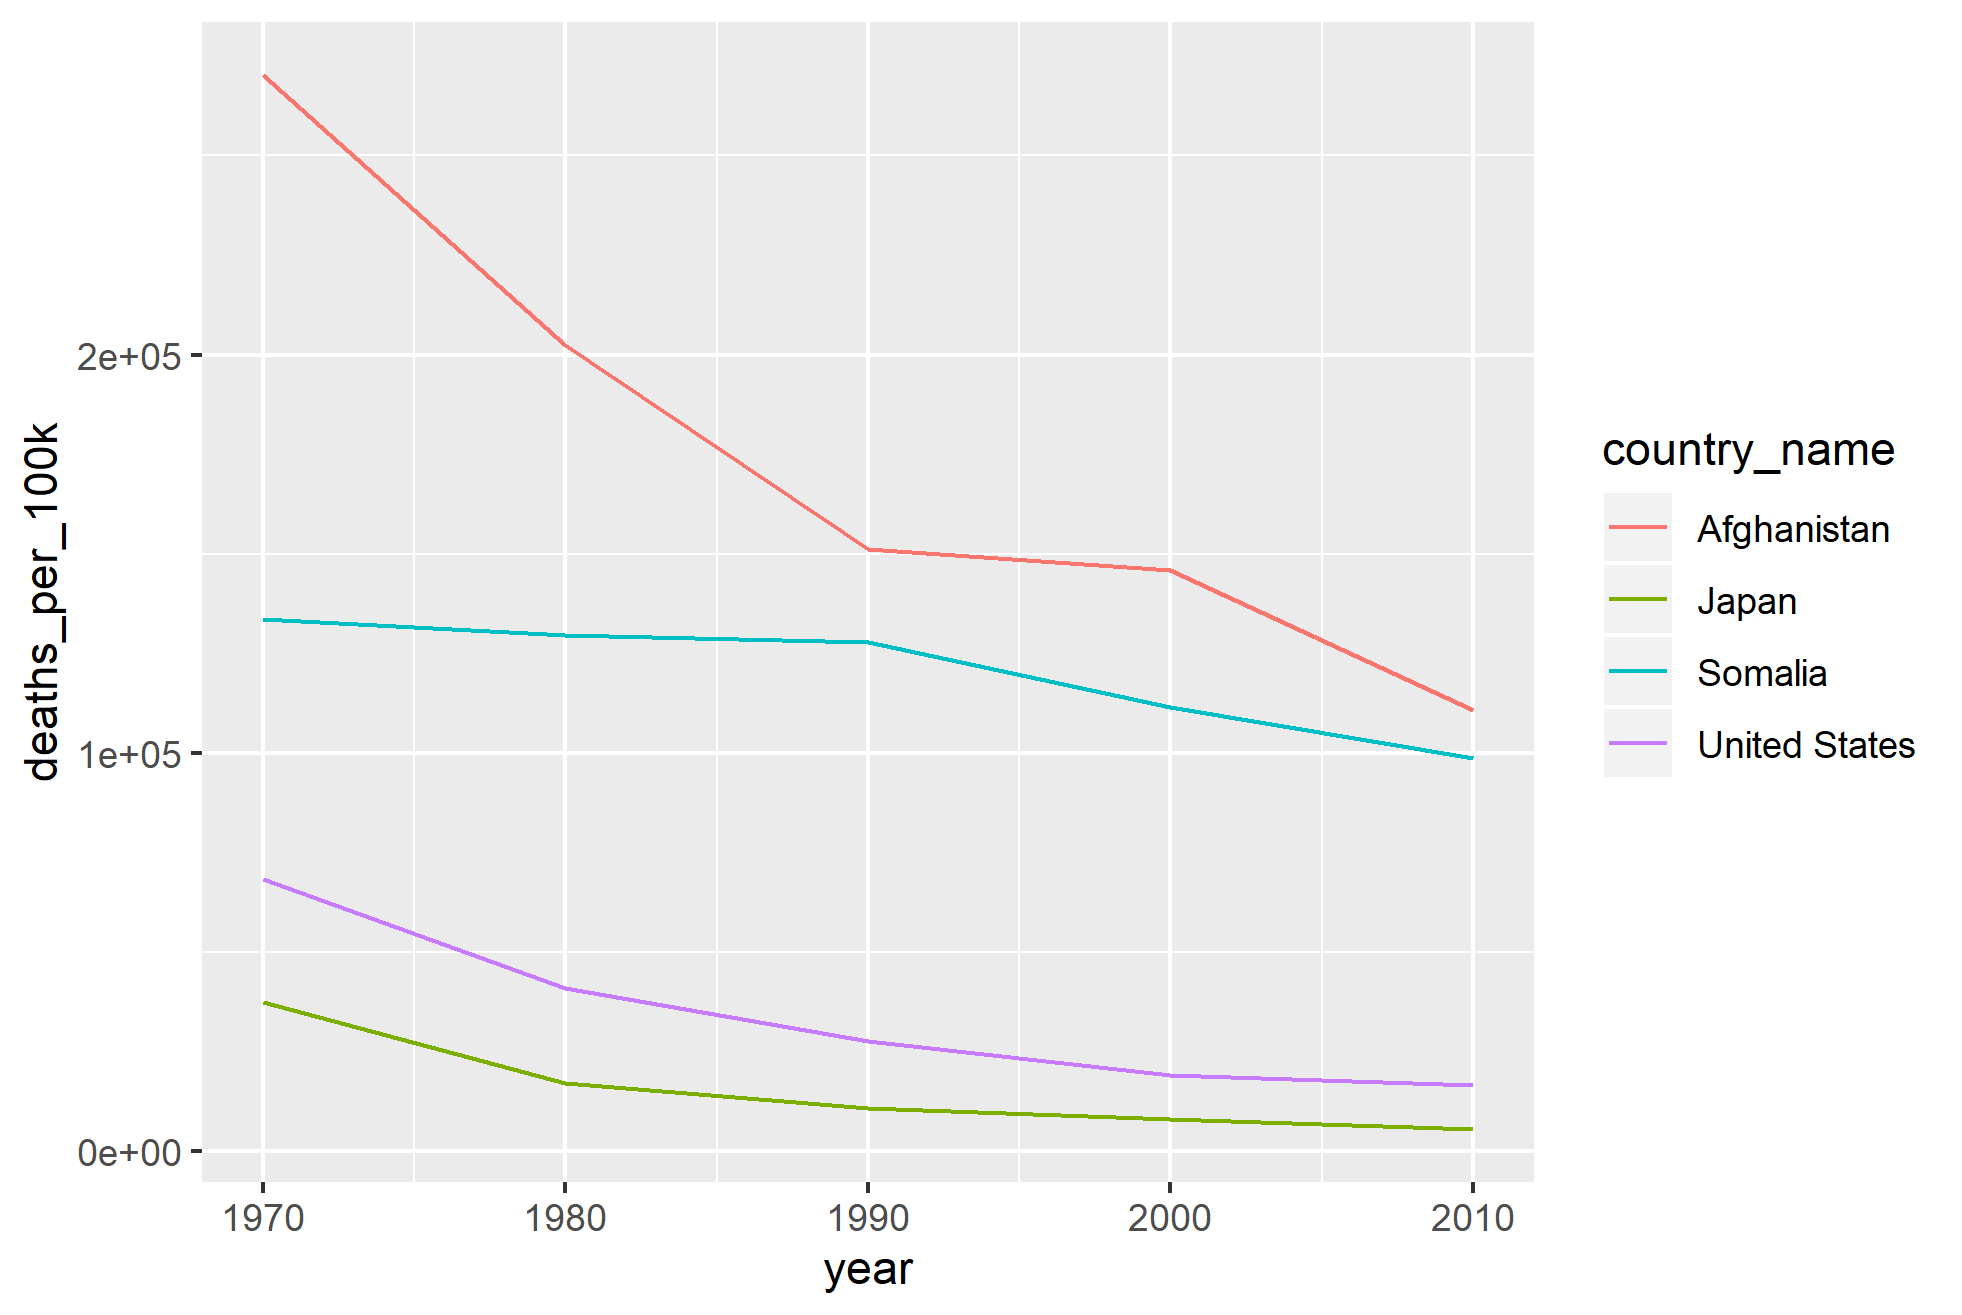 deaths_per_100k
2e+05
1e+05
0e+00
1970 1980 1990 2000 2010
year
country_name
Afghanistan
Japan
Somalia
United States